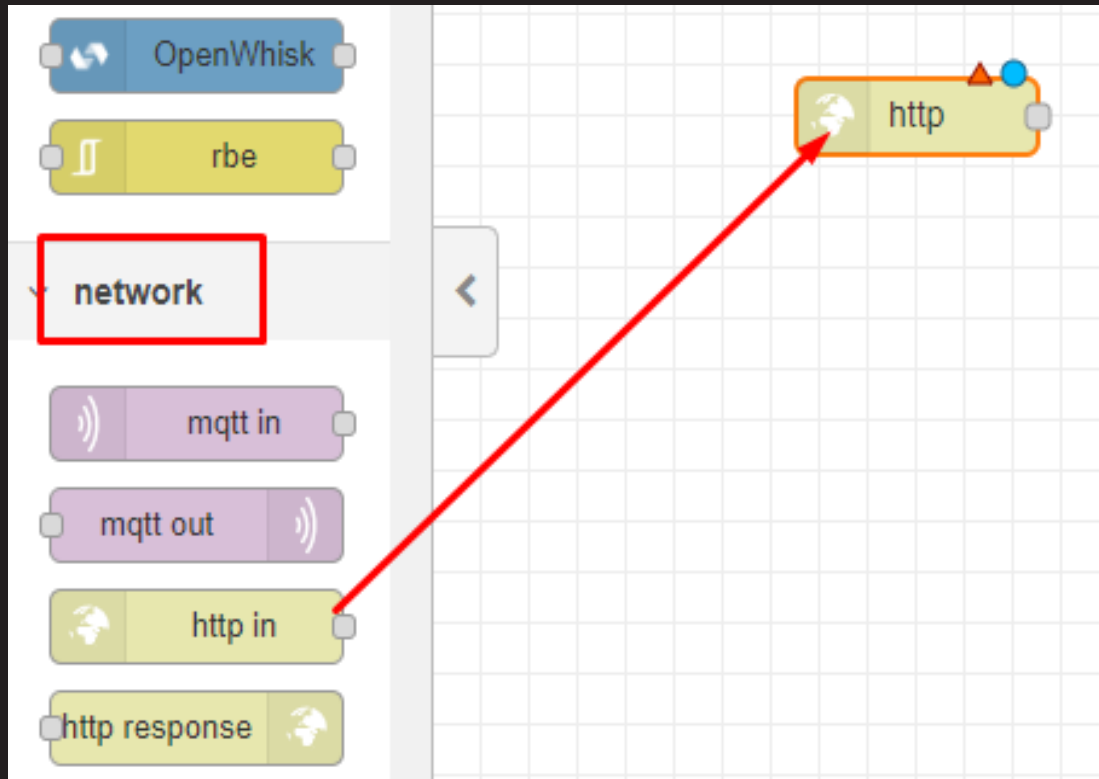 OpenWhisk
rbe
network
mqtt in
mqtt out
http in
http response
http